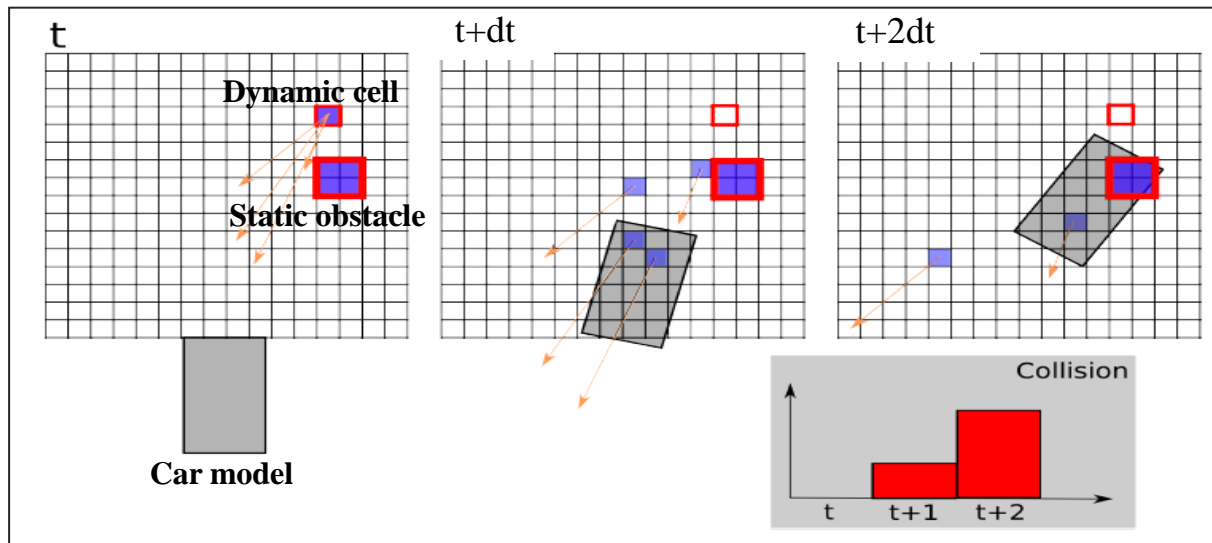 t
t+dt
t+2dt
Dynamic cell
Static obstacle
Car model
Collision
t
t+1
t+2